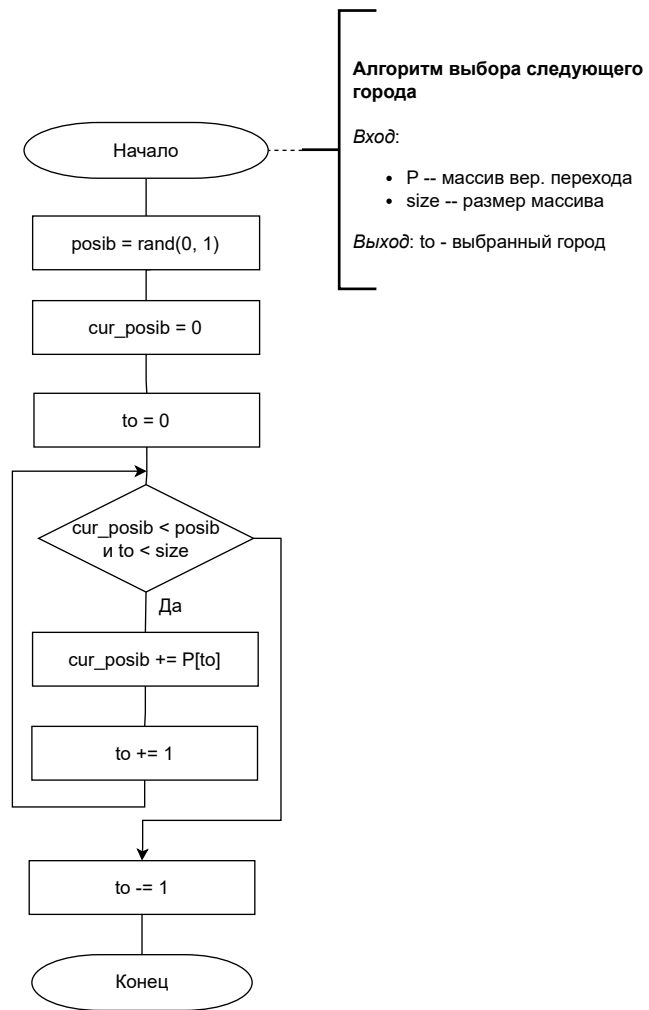 Алгоритм выбора следующего
города
Вход:
• P -- массив вер. перехода
• size -- размер массива
Выход: to - выбранный город
Начало
posib = rand(0, 1)
cur_posib = 0
to = 0
cur_posib < posib
и to < size
Да
cur_posib += P[to]
to += 1
to -= 1
Конец